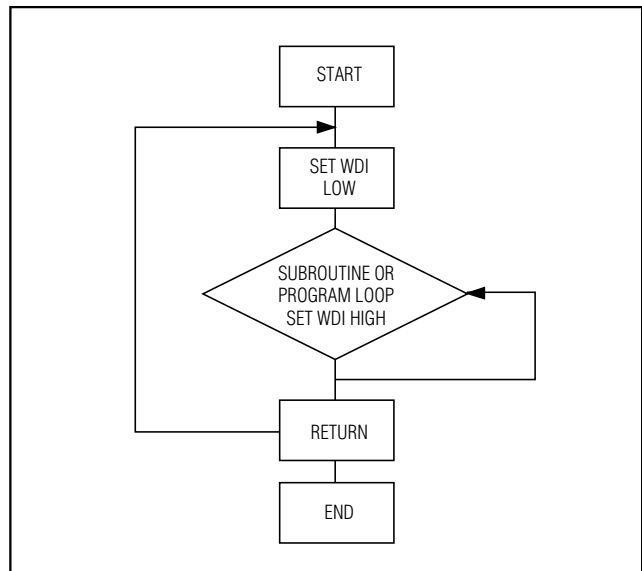 START
SET WDI
LOW
SUBROUTINE OR
PROGRAM LOOP
SET WDI HIGH
RETURN
END